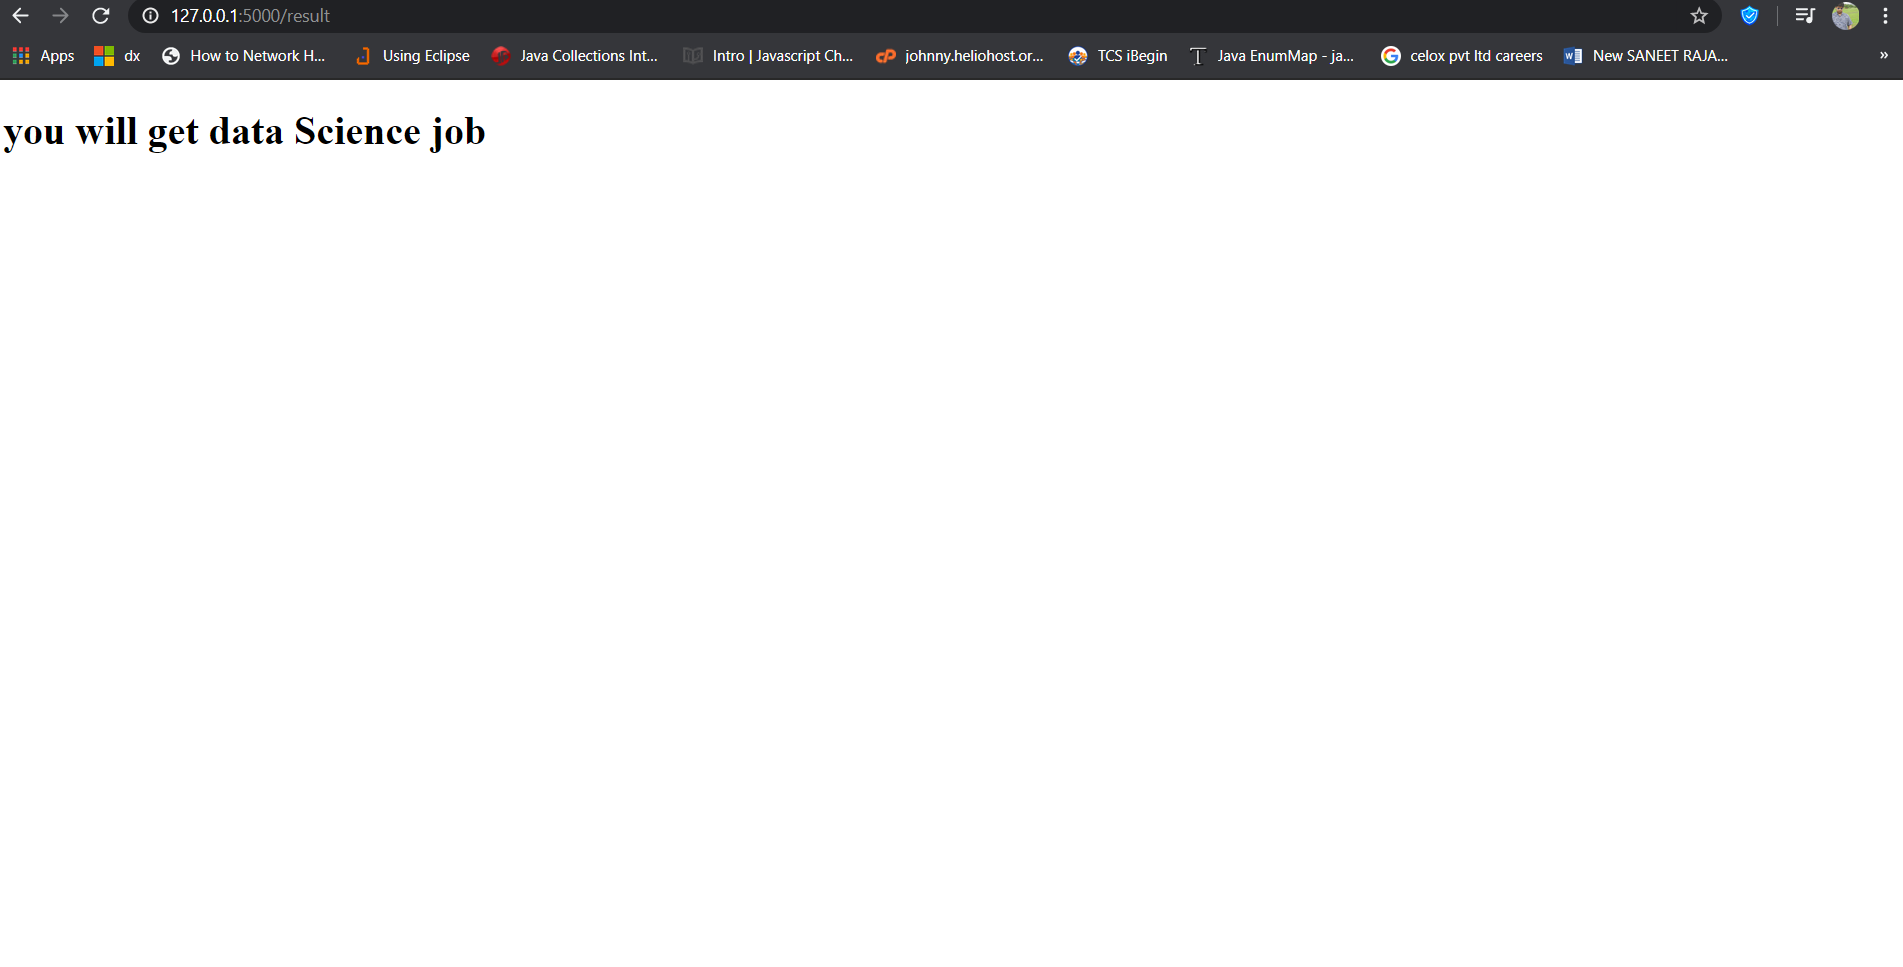 127.0.0.1:5000/result
Apps dx How to Network H... Using Eclipse Java Collections Int... Intro | Javascript Ch... johnny.heliohost.or... TCS iBegin Java EnumMap - ja... celox pvt ltd careers New SANEET RAJA... »
you will get data Science job